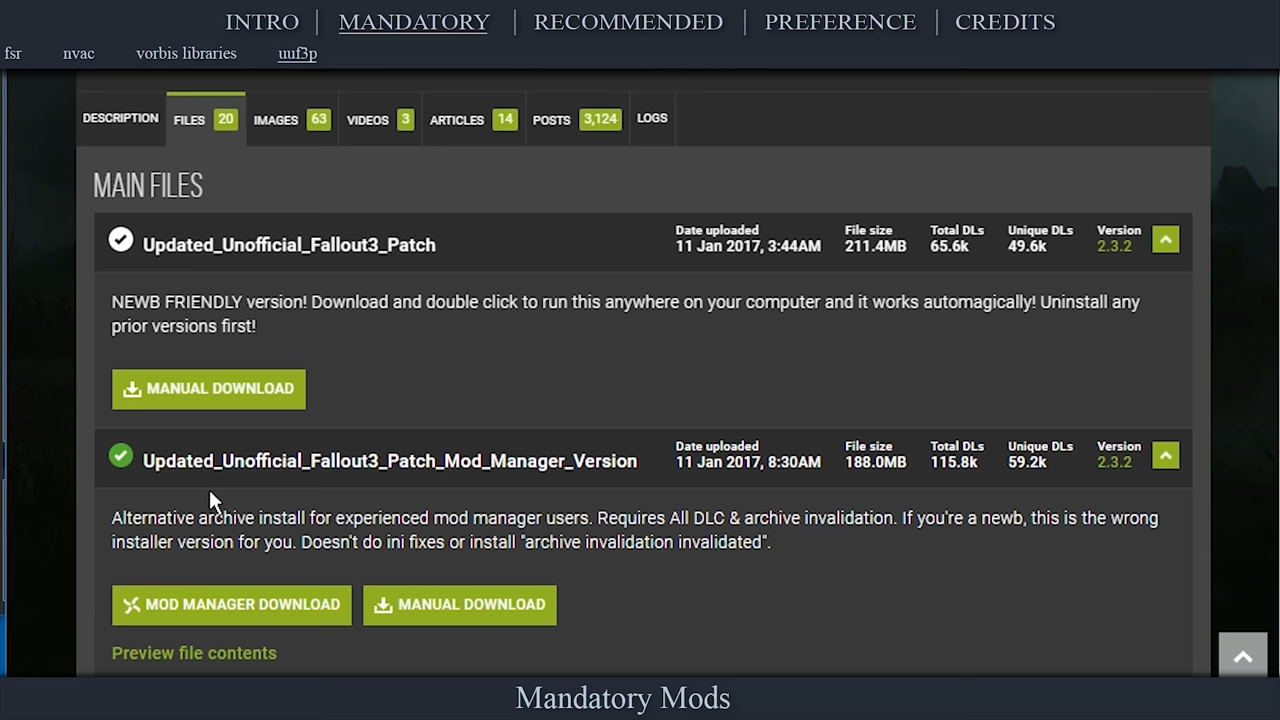 INTRO | MANDATORY | RECOMMENDED | PREFERENCE | CREDITS
fsr nvac vorbis libraries uuf3p
DESCRIPTION FILES 20 IMAGES 63 VIDEOS 3 ARTICLES 14 POSTS 3,124 LOGS
MAIN FILES
Updated_Unofficial_Fallout3_Patch
Date uploaded File size Total DLs Unique DLs Version
11 Jan 2017, 3:44AM 211.4MB 65.6k 49.6k 2.3.2
NEWB FRIENDLY version! Download and double click to run this anywhere on your computer and it works automagically! Uninstall any
prior versions first!
MANUAL DOWNLOAD
Updated_Unofficial_Fallout3_Patch_Mod_Manager_Version
Date uploaded File size Total DLs Unique DLs Version
11 Jan 2017, 8:30AM 188.0MB 115.8k 59.2k 2.3.2
Alternative archive install for experienced mod manager users. Requires All DLC & archive invalidation. If you're a newb, this is the wrong
installer version for you. Doesn't do ini fixes or install "archive invalidation invalidated".
MOD MANAGER DOWNLOAD MANUAL DOWNLOAD
Preview file contents
Mandatory Mods